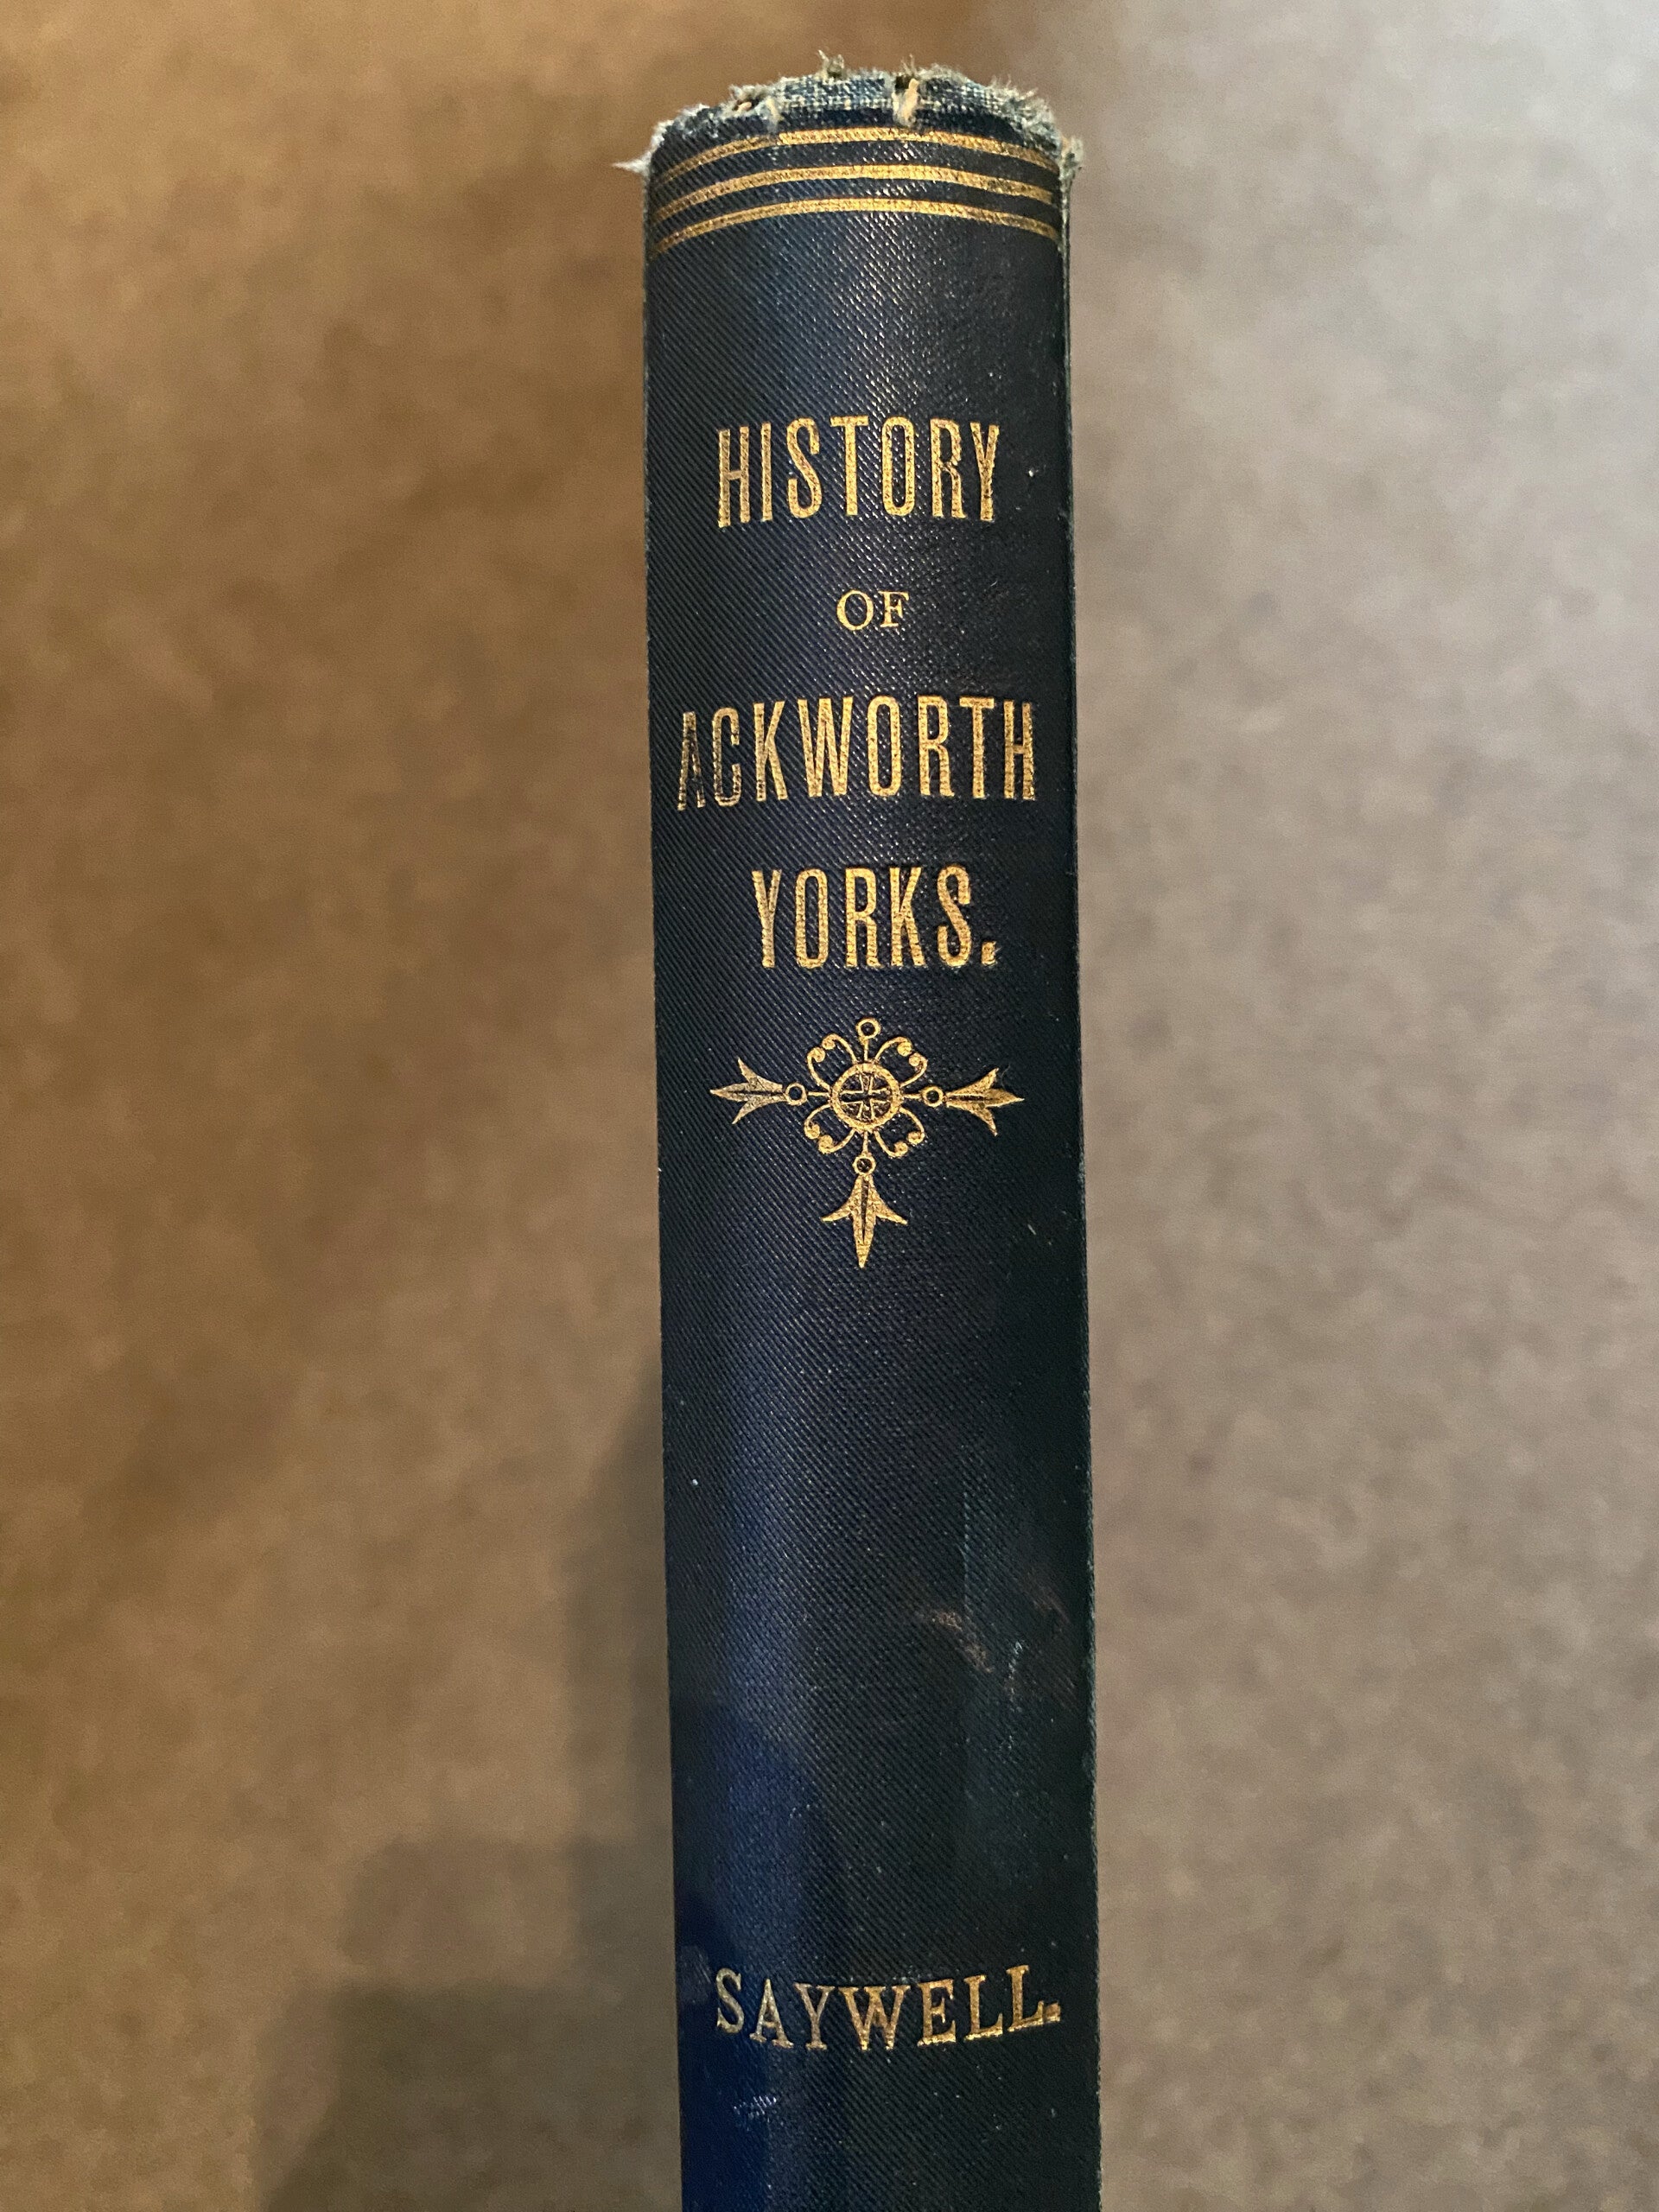 HISTORY
OF
ACKWORTH
YORKS.
SAYWELL.